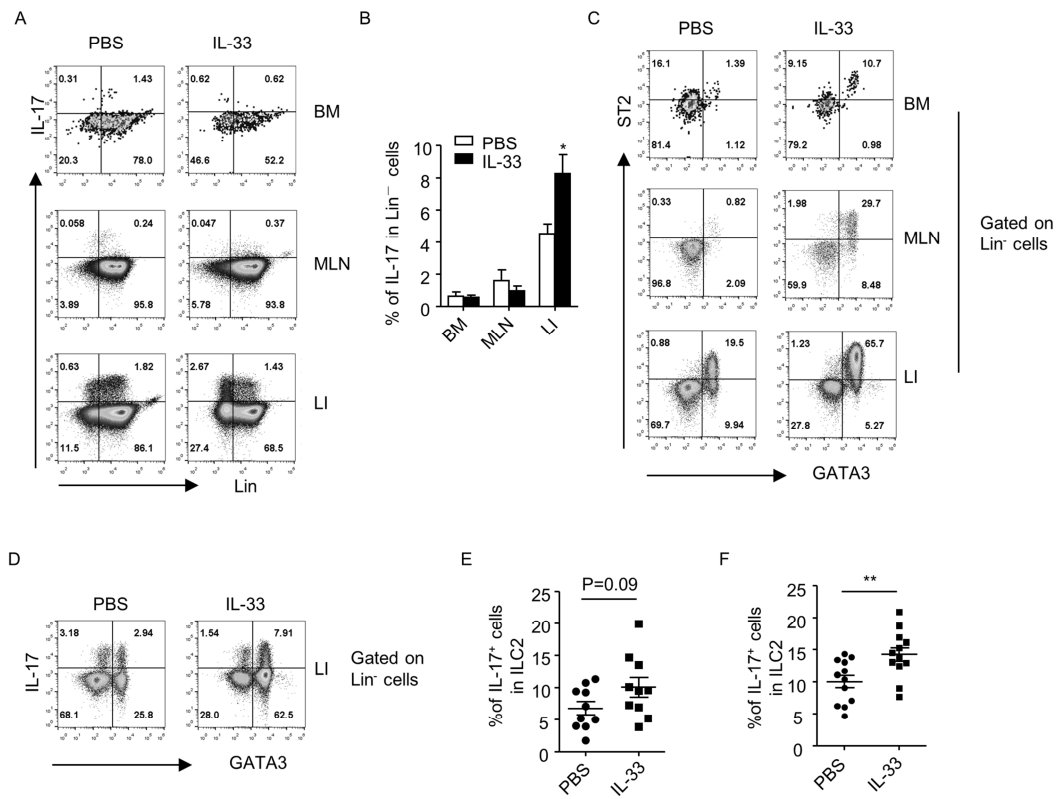 A
PBS
IL-33
IL-17
0.31
1.43
0.62
0.62
20.3
78.0
46.6
52.2
BM
0.058
0.24
0.047
0.37
3.89
95.8
5.78
93.8
MLN
0.63
1.82
2.67
1.43
11.5
86.1
27.4
68.5
LI
Lin
B
% of IL-17 in Lin⁻ cells
PBS
IL-33
*
10
8
6
4
2
0
BM
MLN
LI
C
PBS
IL-33
ST2
16.1
1.39
9.15
10.7
81.4
1.12
79.2
0.98
BM
0.33
0.82
1.98
29.7
96.8
2.09
59.9
8.48
MLN
0.88
19.5
1.23
65.7
69.7
9.94
27.8
5.27
LI
GATA3
Gated on
Lin⁻ cells
D
PBS
IL-33
IL-17
3.18
2.94
1.54
7.91
68.1
25.8
28.0
62.5
LI
Gated on
Lin⁻ cells
GATA3
E
P=0.09
%of IL-17⁺ cells
in ILC2
25
20
15
10
5
0
PBS
IL-33
F
**
%of IL-17⁺ cells
in ILC2
25
20
15
10
5
0
PBS
IL-33